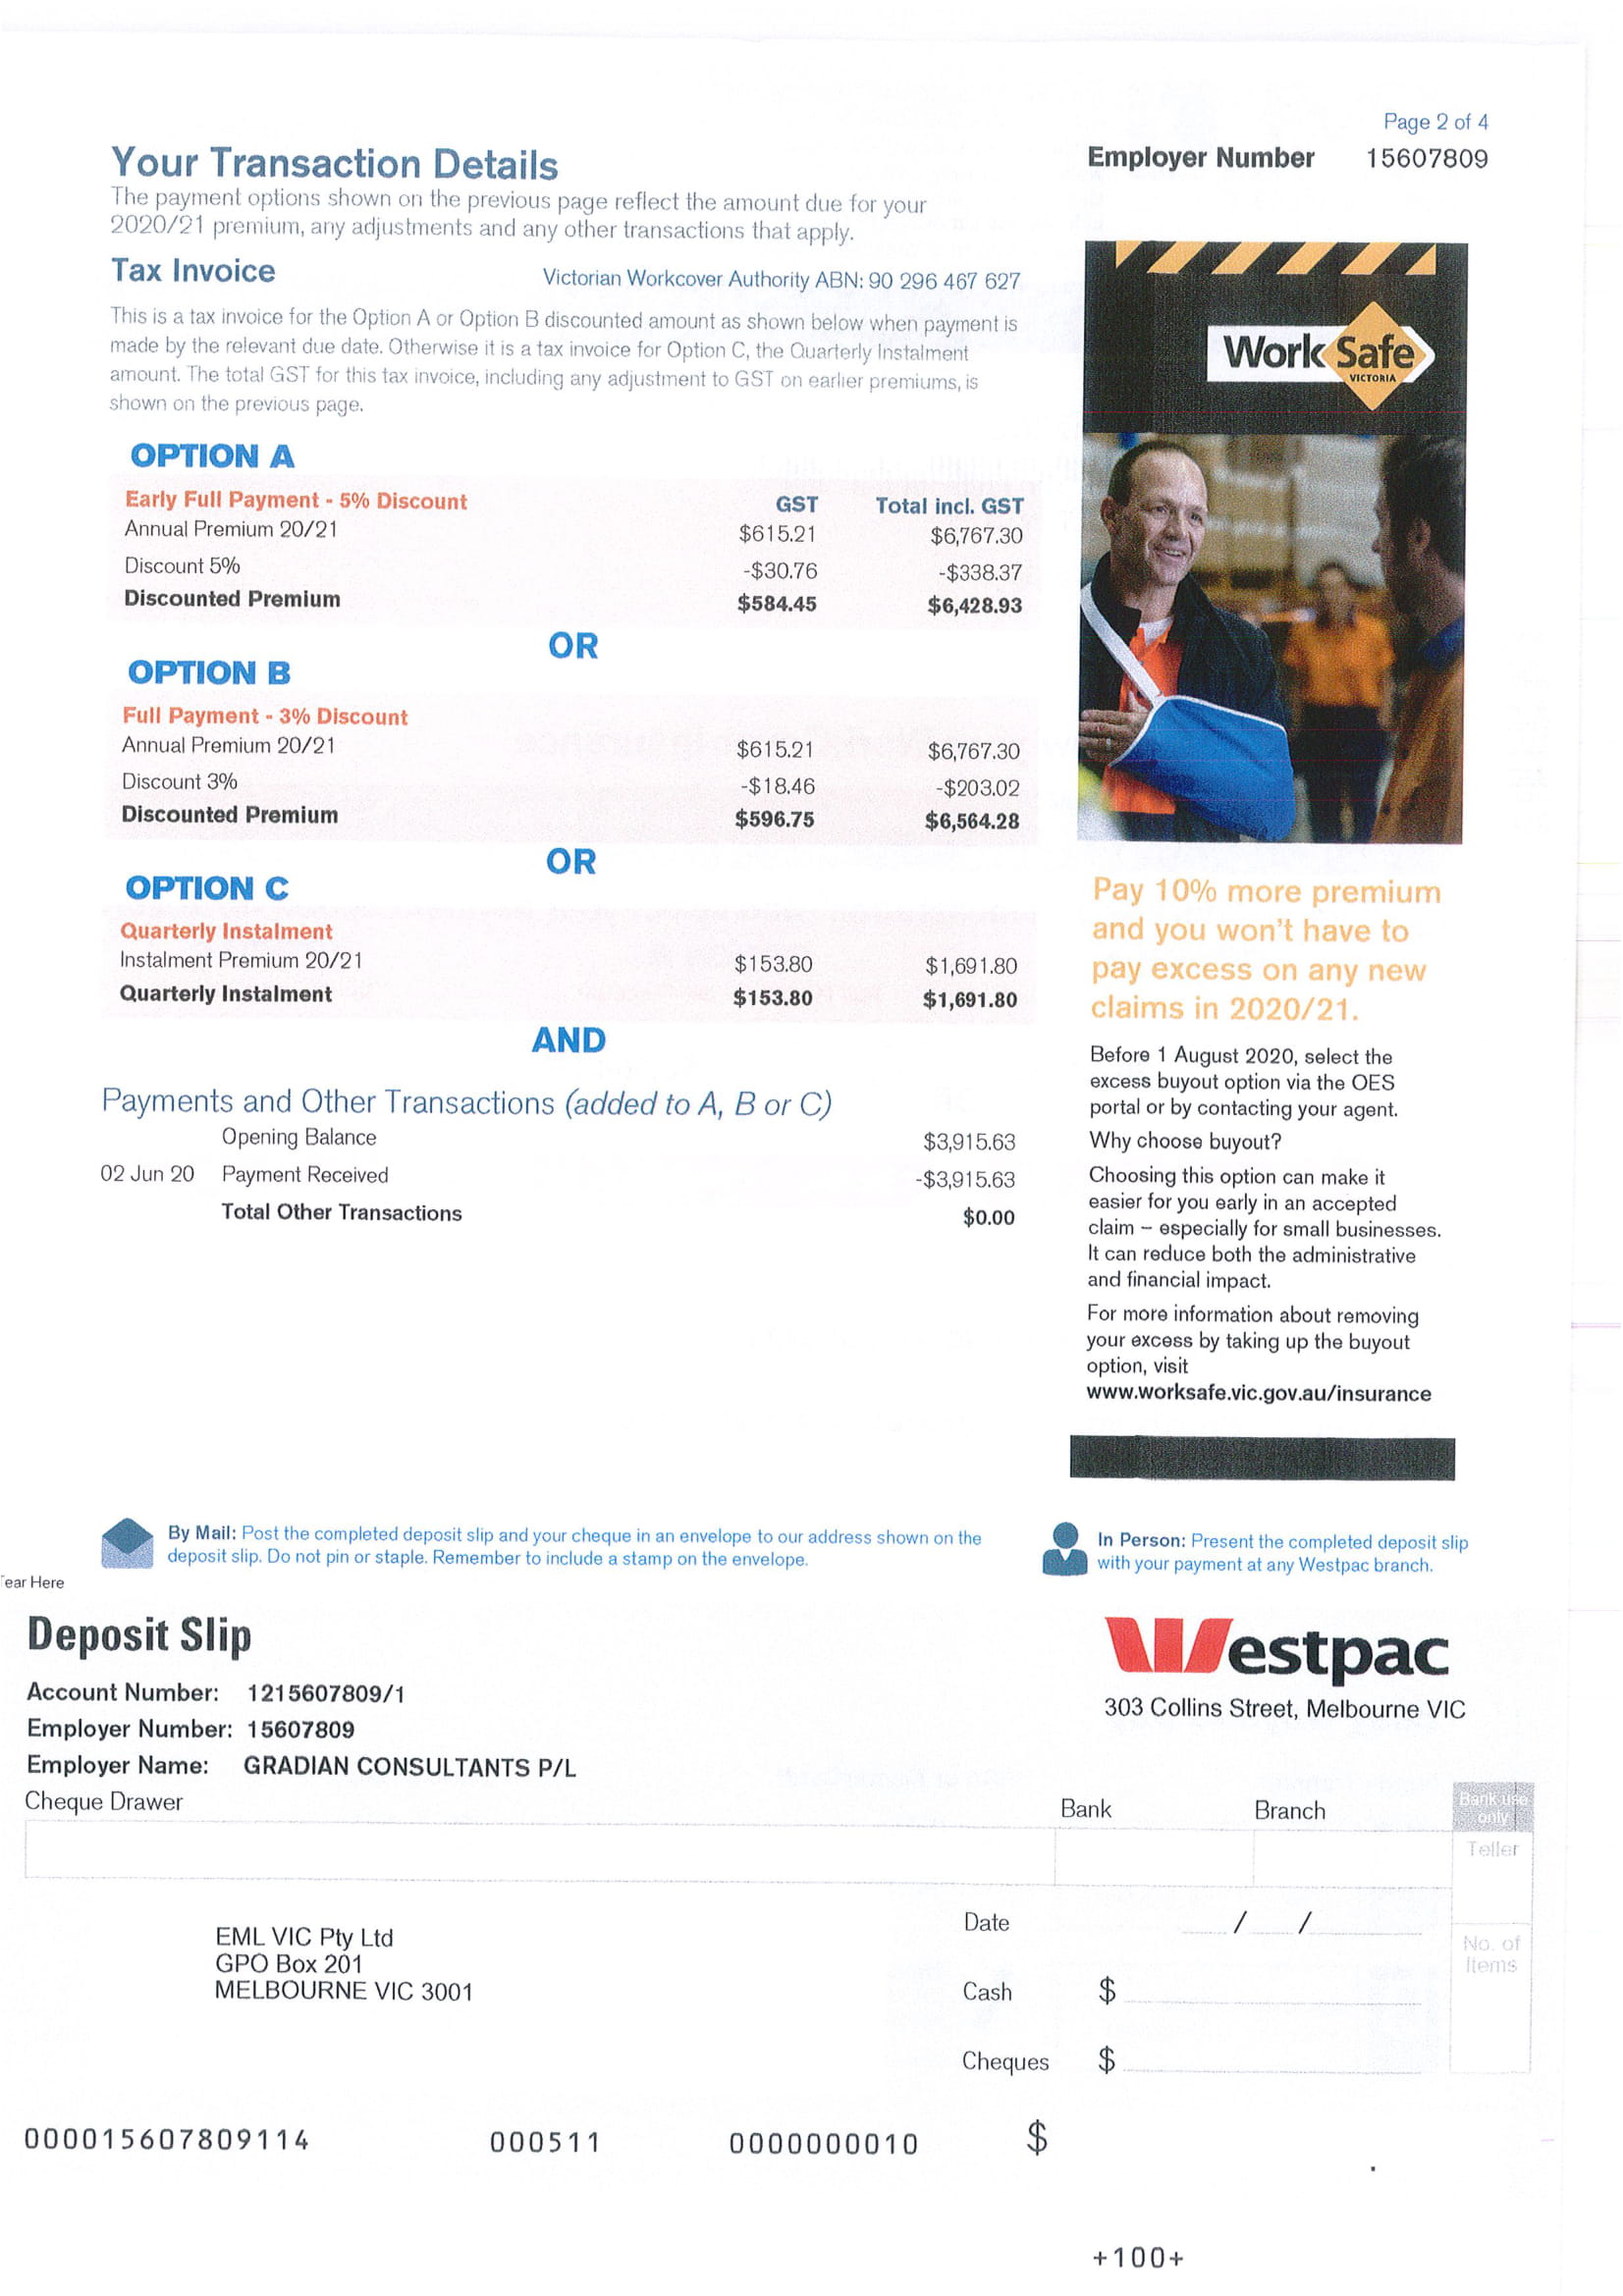 Page 2 of 4
Your Transaction Details
Employer Number 15607809
The payment options shown on the previous page reflect the amount due for your
2020/21 premium, any adjustments and any other transactions that apply.
Tax Invoice Victorian Workcover Authority ABN: 90 296 467 627
This is a tax invoice for the Option A or Option B discounted amount as shown below when payment is
made by the relevant due date. Otherwise it is a tax invoice for Option C, the Quarterly Instalment
amount. The total GST for this tax invoice, including any adjustment to GST on earlier premiums, is
shown on the previous page.
OPTION A
Early Full Payment - 5% Discount GST Total incl. GST
Annual Premium 20/21 $615.21 $6,767.30
Discount 5% -$30.76 -$338.37
Discounted Premium $584.45 $6,428.93
OR
OPTION B
Full Payment - 3% Discount
Annual Premium 20/21 $615.21 $6,767.30
Discount 3% -$18.46 -$203.02
Discounted Premium $596.75 $6,564.28
OR
OPTION C
Quarterly Instalment
Instalment Premium 20/21 $153.80 $1,691.80
Quarterly Instalment $153.80 $1,691.80
AND
Payments and Other Transactions (added to A, B or C)
Opening Balance $3,915.63
02 Jun 20 Payment Received -$3,915.63
Total Other Transactions $0.00
WorkSafe
VICTORIA
Pay 10% more premium
and you won't have to
pay excess on any new
claims in 2020/21.
Before 1 August 2020, select the
excess buyout option via the OES
portal or by contacting your agent.
Why choose buyout?
Choosing this option can make it
easier for you early in an accepted
claim – especially for small businesses.
It can reduce both the administrative
and financial impact.
For more information about removing
your excess by taking up the buyout
option, visit
www.worksafe.vic.gov.au/insurance
By Mail: Post the completed deposit slip and your cheque in an envelope to our address shown on the
deposit slip. Do not pin or staple. Remember to include a stamp on the envelope.
In Person: Present the completed deposit slip
with your payment at any Westpac branch.
ear Here
Deposit Slip
Westpac
303 Collins Street, Melbourne VIC
Account Number: 1215607809/1
Employer Number: 15607809
Employer Name: GRADIAN CONSULTANTS P/L
Cheque Drawer Bank Branch
Bank use
only
Teller
No. of
Items
EML VIC Pty Ltd
GPO Box 201
MELBOURNE VIC 3001
Date / /
Cash $
Cheques $
000015607809114 000511 0000000010 $
+100+